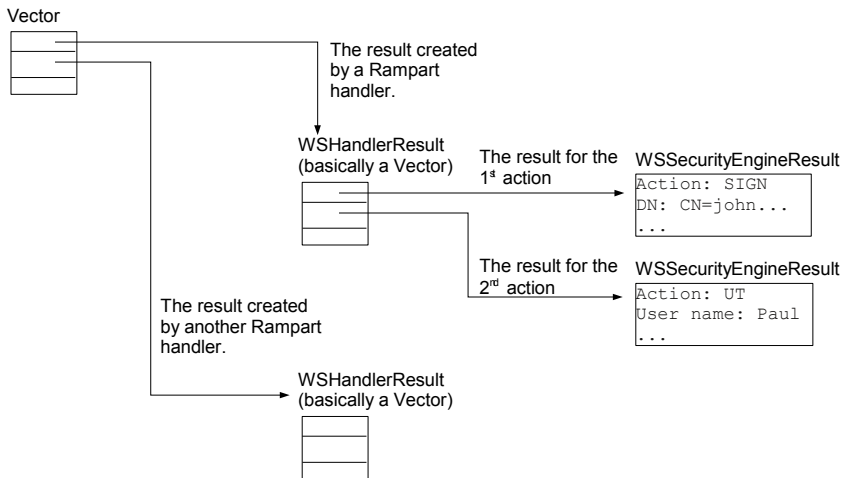 Vector
The result created
by a Rampart
handler.
WSHandlerResult
(basically a Vector)
The result for the
1st action
WSSecurityEngineResult
Action: SIGN
DN: CN=john...
...
The result for the
2nd action
WSSecurityEngineResult
Action: UT
User name: Paul
...
The result created
by another Rampart
handler.
WSHandlerResult
(basically a Vector)